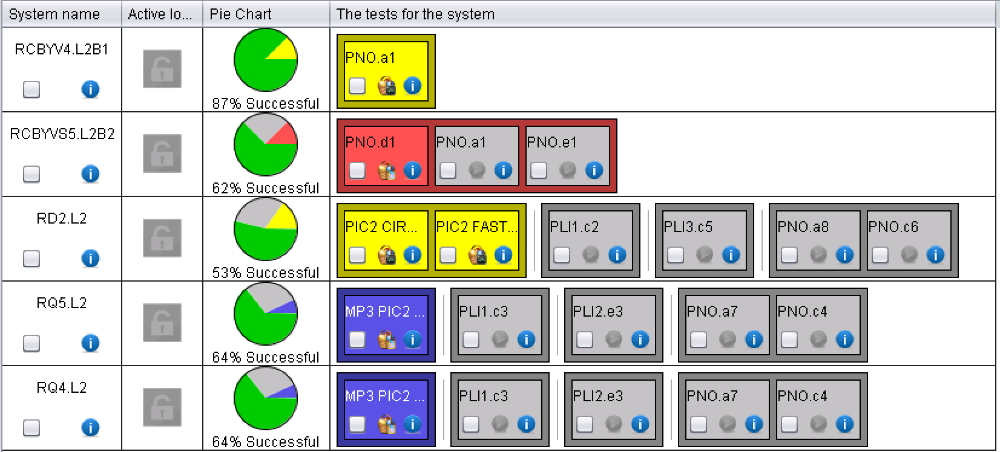 System name Active lo... Pie Chart The tests for the system
RCBYV4.L2B1
PNO.a1
87% Successful
RCBYVS5.L2B2
PNO.d1 PNO.a1 PNO.e1
62% Successful
RD2.L2
PIC2 CIR... PIC2 FAST... PLI1.c2 PLI3.c5 PNO.a8 PNO.c6
53% Successful
RQ5.L2
MP3 PIC2 ... PLI1.c3 PLI2.e3 PNO.a7 PNO.c4
64% Successful
RQ4.L2
MP3 PIC2 ... PLI1.c3 PLI2.e3 PNO.a7 PNO.c4
64% Successful